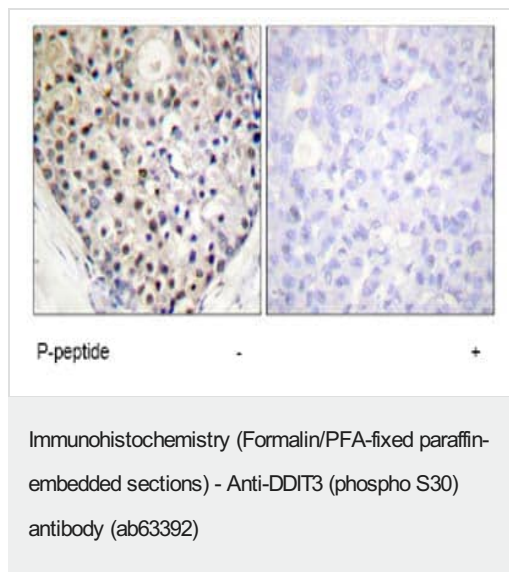 P-peptide - +
Immunohistochemistry (Formalin/PFA-fixed paraffin-
embedded sections) - Anti-DDIT3 (phospho S30)
antibody (ab63392)